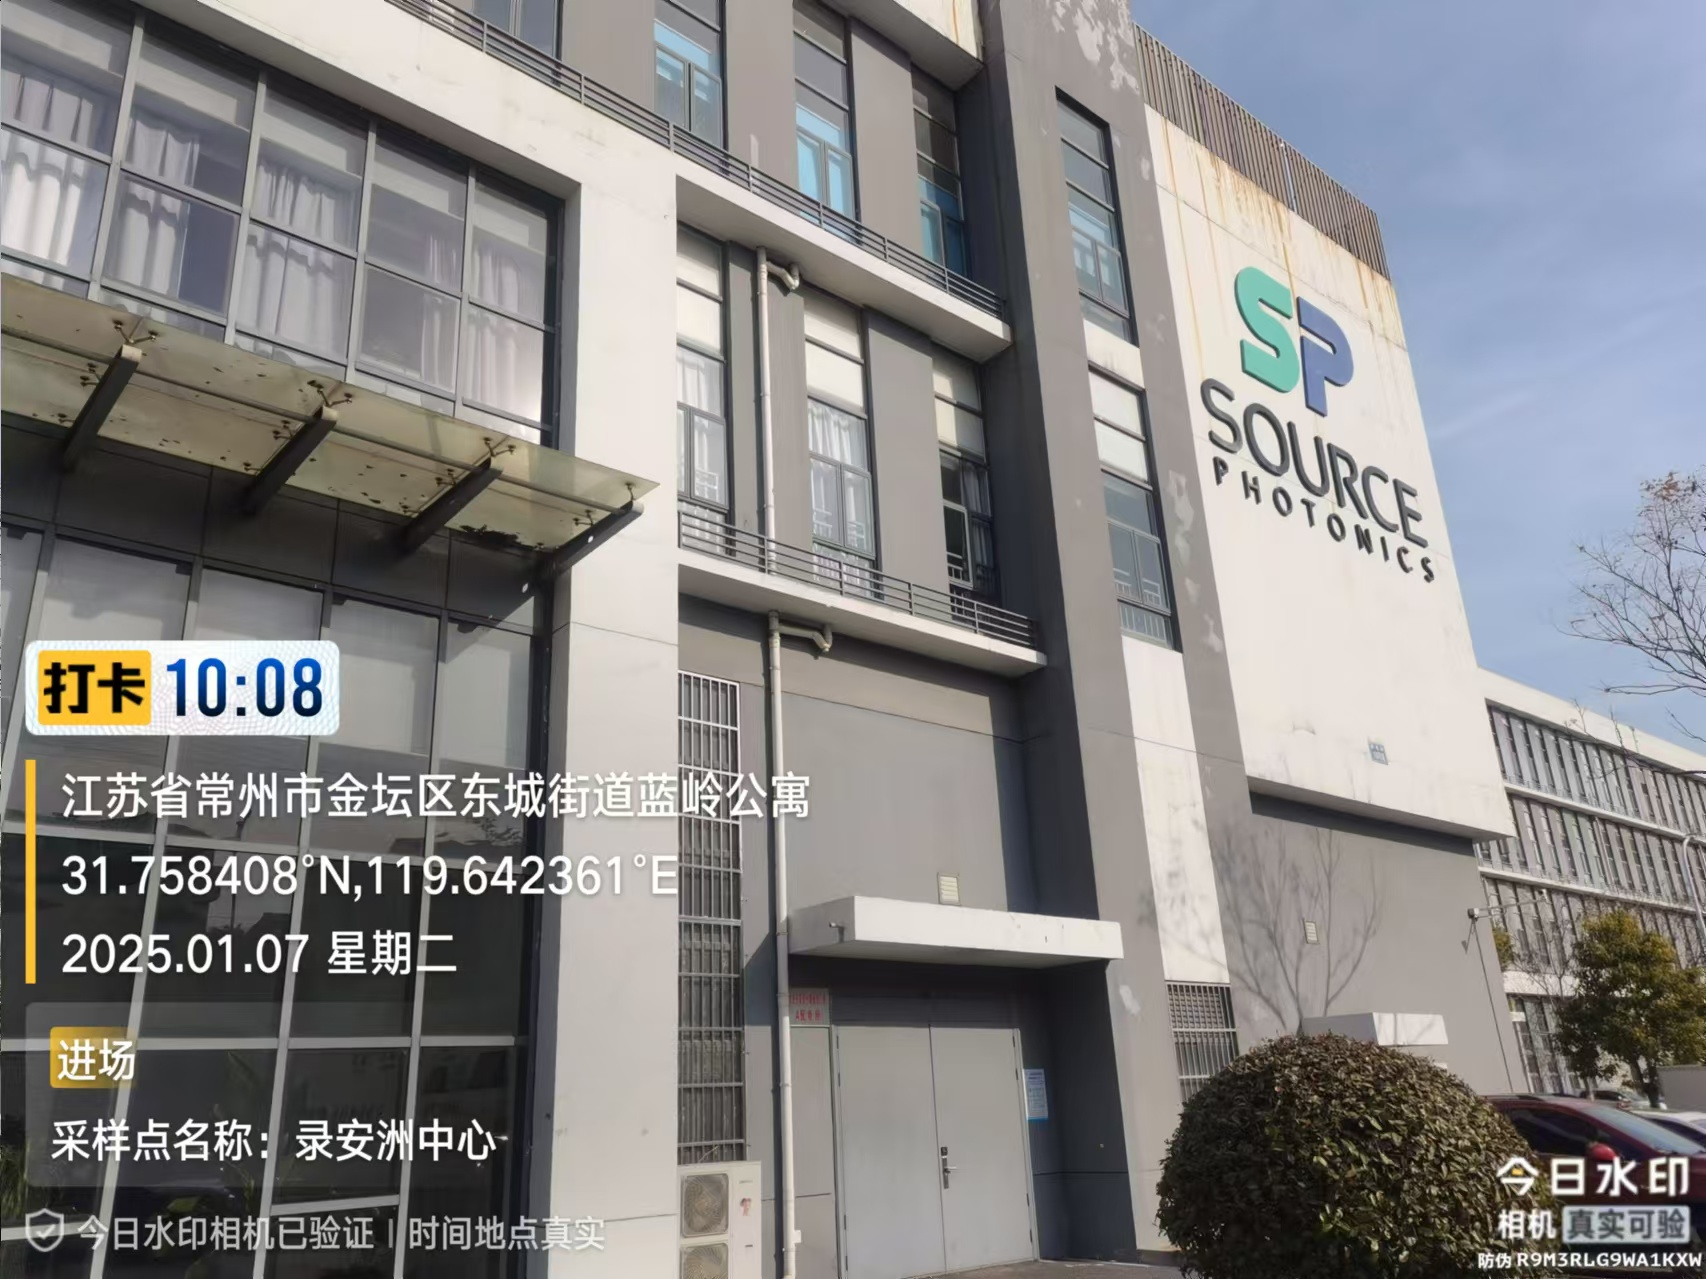 SP
SOURCE
PHOTONICS
打卡 10:08
江苏省常州市金坛区东城街道蓝岭公寓
31.758408°N,119.642361°E
2025.01.07 星期二
进场
采样点名称：录安洲中心
今日水印相机已验证 | 时间地点真实
今日水印
相机 真实可验
防伪 R9M3RLG9WA1KXW